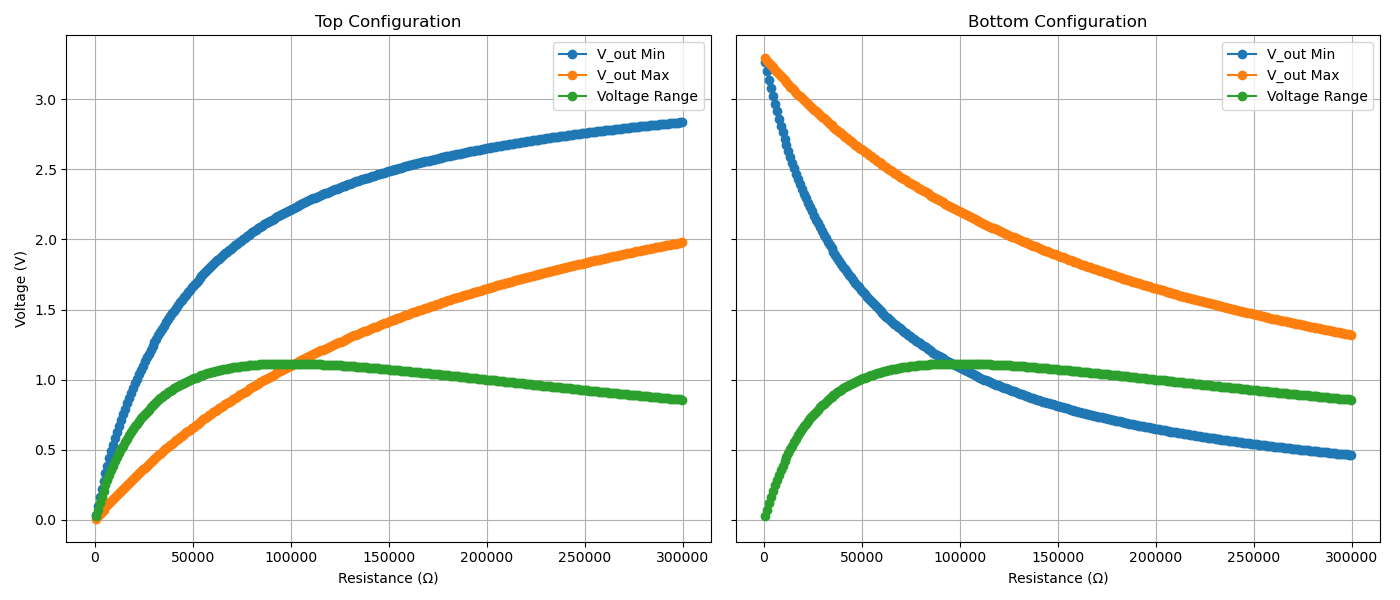 Top Configuration
V_out Min
V_out Max
Voltage Range
Voltage (V)
3.0
2.5
2.0
1.5
1.0
0.5
0.0
0 50000 100000 150000 200000 250000 300000
Resistance (Ω)
Bottom Configuration
V_out Min
V_out Max
Voltage Range
0 50000 100000 150000 200000 250000 300000
Resistance (Ω)